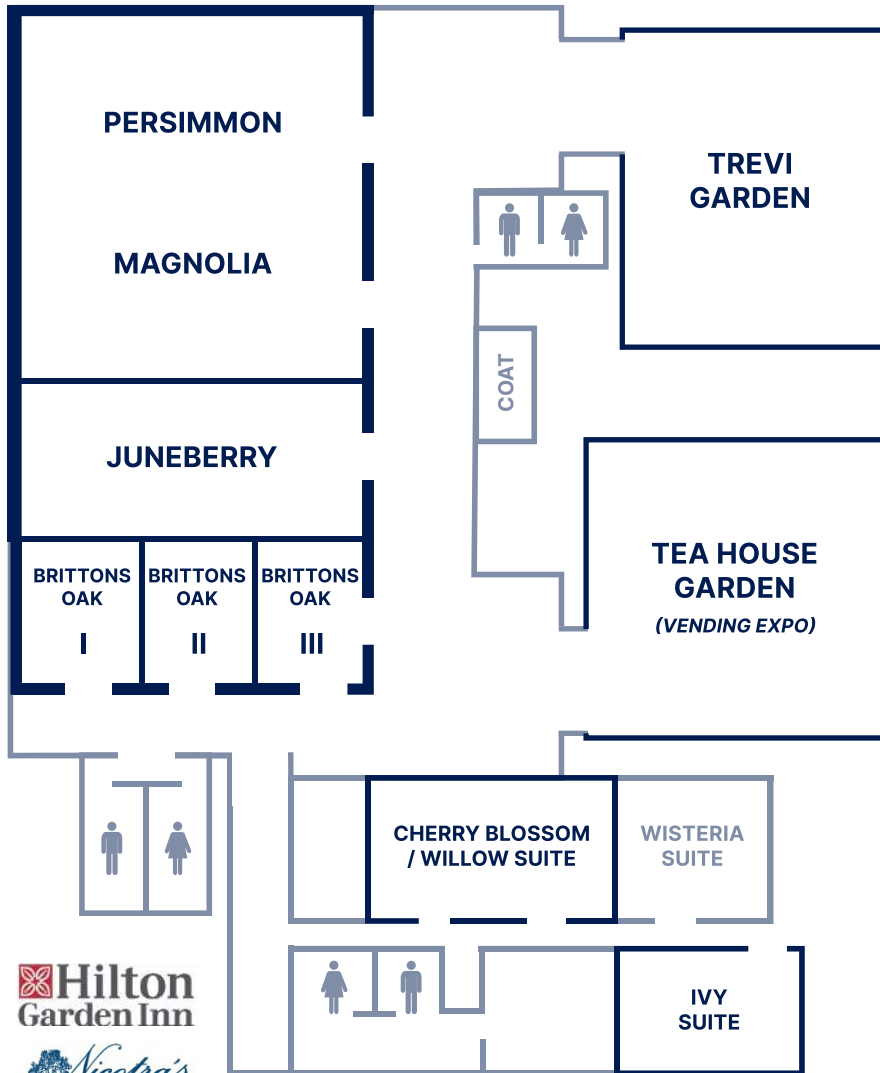 PERSIMMON
TREVI
GARDEN
MAGNOLIA
COAT
JUNEBERRY
TEA HOUSE
GARDEN
(VENDING EXPO)
BRITTONS
OAK
I
BRITTONS
OAK
II
BRITTONS
OAK
III
CHERRY BLOSSOM
/ WILLOW SUITE
WISTERIA
SUITE
IVY
SUITE
Hilton
Garden Inn
Nicotra's